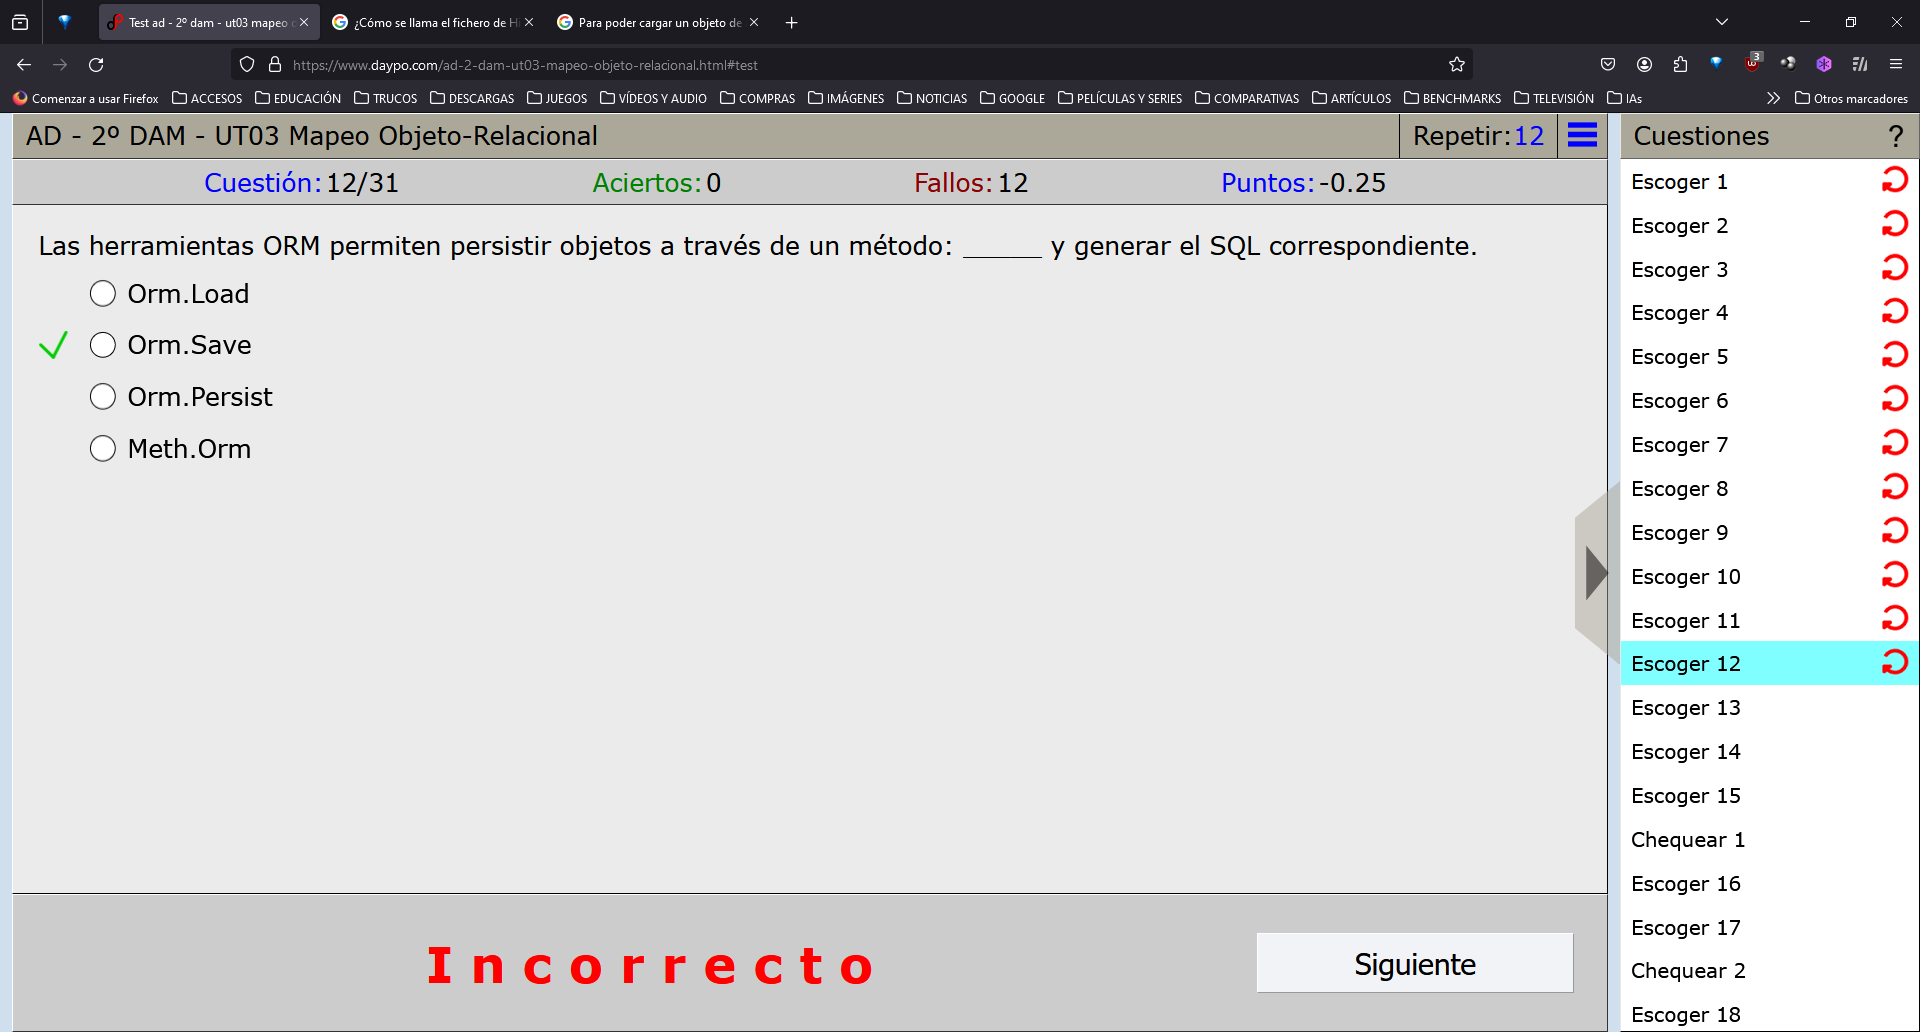 Test ad - 2º dam - ut03 mapeo
¿Cómo se llama el fichero de Hi
Para poder cargar un objeto de
https://www.daypo.com/ad-2-dam-ut03-mapeo-objeto-relacional.html#test
3
Comenzar a usar Firefox
ACCESOS
EDUCACIÓN
TRUCOS
DESCARGAS
JUEGOS
VÍDEOS Y AUDIO
COMPRAS
IMÁGENES
NOTICIAS
GOOGLE
PELÍCULAS Y SERIES
COMPARATIVAS
ARTÍCULOS
BENCHMARKS
TELEVISIÓN
IAs
Otros marcadores
AD - 2º DAM - UT03 Mapeo Objeto-Relacional
Repetir:12
Cuestión:12/31
Aciertos:0
Fallos:12
Puntos:-0.25
Las herramientas ORM permiten persistir objetos a través de un método: ______ y generar el SQL correspondiente.
Orm.Load
Orm.Save
Orm.Persist
Meth.Orm
Incorrecto
Siguiente
Cuestiones ?
Escoger 1
Escoger 2
Escoger 3
Escoger 4
Escoger 5
Escoger 6
Escoger 7
Escoger 8
Escoger 9
Escoger 10
Escoger 11
Escoger 12
Escoger 13
Escoger 14
Escoger 15
Chequear 1
Escoger 16
Escoger 17
Chequear 2
Escoger 18